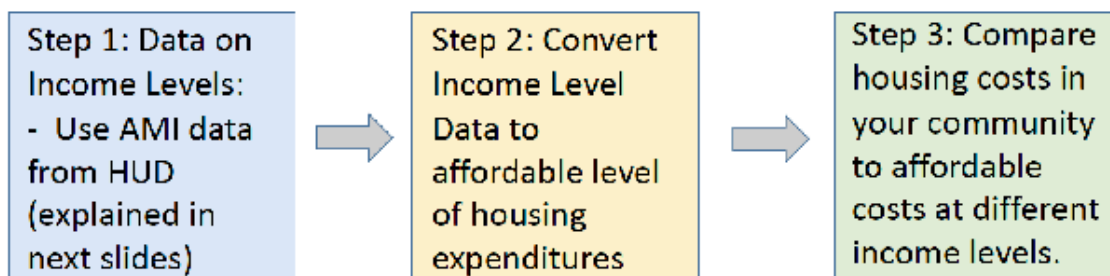 Step 1: Data on
Income Levels:
- Use AMI data
from HUD
(explained in
next slides)
Step 2: Convert
Income Level
Data to
affordable level
of housing
expenditures
Step 3: Compare
housing costs in
your community
to affordable
costs at different
income levels.